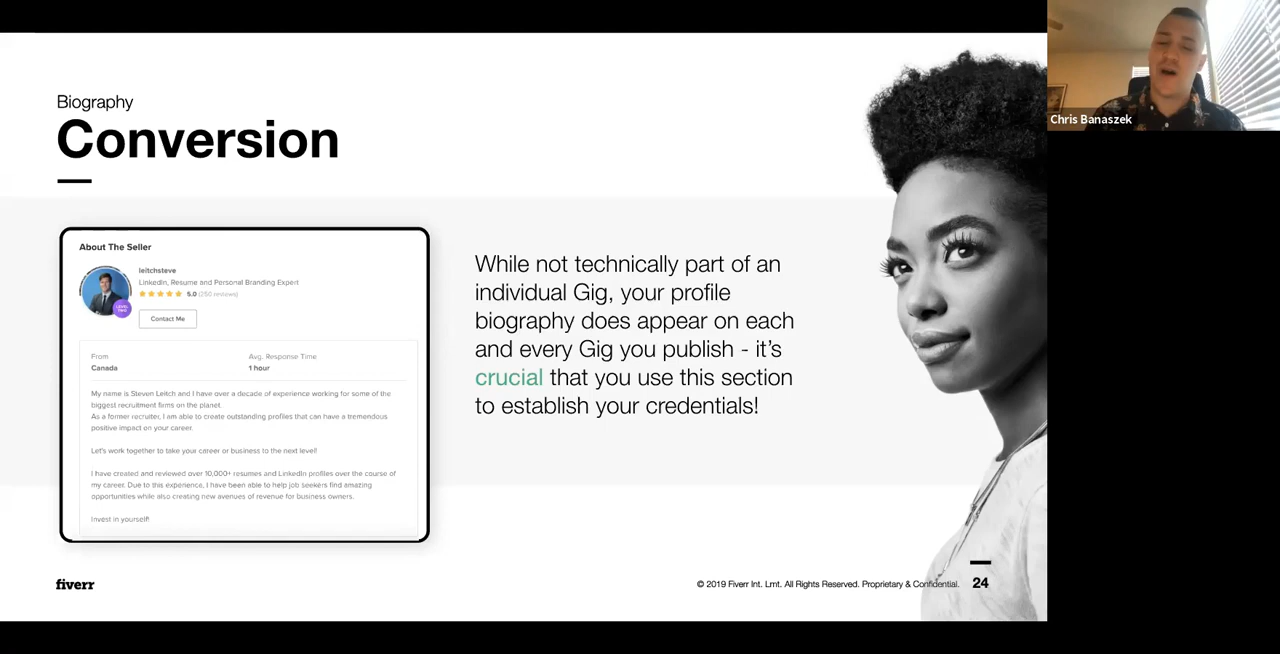 Biography
Conversion
About The Seller
leitchsteve
LinkedIn, Resume and Personal Branding Expert
5.0 (250 reviews)
LEVEL TWO
Contact Me
From
Canada
Avg. Response Time
1 hour
My name is Steven Leitch and I have over a decade of experience working for some of the
biggest recruitment firms on the planet.
As a former recruiter, I am able to create outstanding profiles that can have a tremendous
positive impact on your career.
Let's work together to take your career or business to the next level!
I have created and reviewed over 10,000+ resumes and LinkedIn profiles over the course of
my career. Due to this experience, I have been able to help job seekers find amazing
opportunities while also creating new avenues of revenue for business owners.
Invest in yourself!
While not technically part of an
individual Gig, your profile
biography does appear on each
and every Gig you publish - it's
crucial that you use this section
to establish your credentials!
fiverr
© 2019 Fiverr Int. Lmt. All Rights Reserved. Proprietary & Confidential.
24
Chris Banaszek